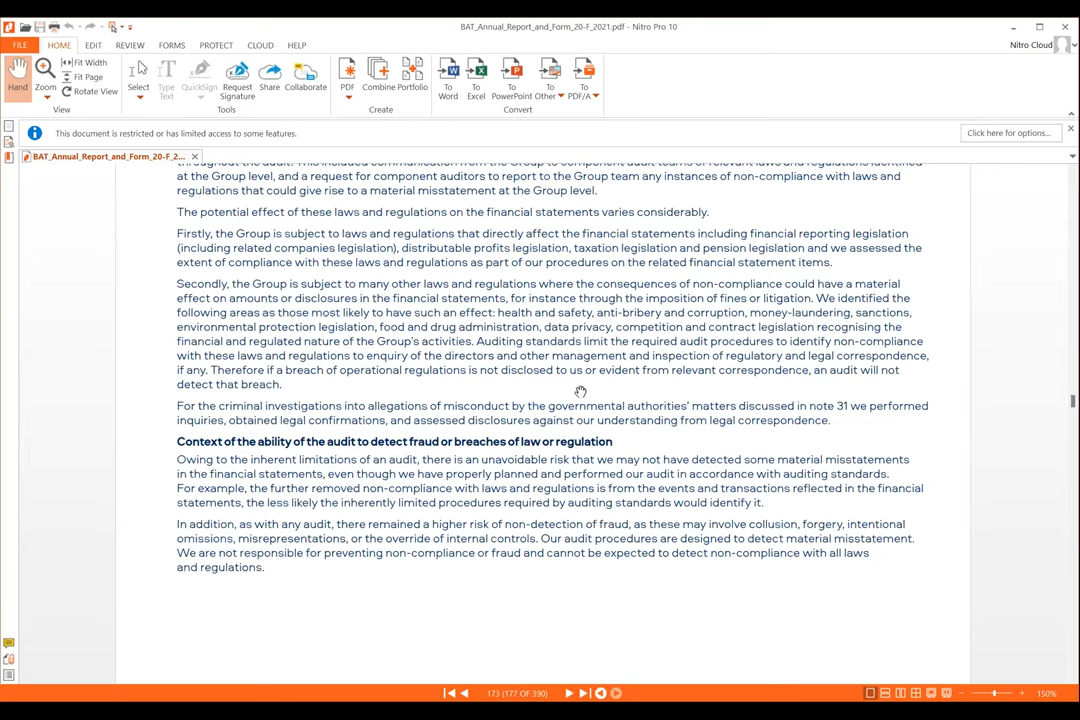 BAT_Annual_Report_and_Form_20-F_2021.pdf - Nitro Pro 10
FILE HOME EDIT REVIEW FORMS PROTECT CLOUD HELP
Nitro Cloud
Hand
Zoom
Fit Width
Fit Page
Rotate View
Select
Type Text
QuickSign
Request Signature
Share
Collaborate
PDF
Combine
Portfolio
To Word
To Excel
To PowerPoint
To Other
To PDF/A
View
Tools
Create
Convert
This document is restricted or has limited access to some features.
Click here for options...
BAT_Annual_Report_and_Form_20-F_2...
throughout the audit. This included communication from the Group to component audit teams of relevant laws and regulations identified
at the Group level, and a request for component auditors to report to the Group team any instances of non-compliance with laws and
regulations that could give rise to a material misstatement at the Group level.
The potential effect of these laws and regulations on the financial statements varies considerably.
Firstly, the Group is subject to laws and regulations that directly affect the financial statements including financial reporting legislation
(including related companies legislation), distributable profits legislation, taxation legislation and pension legislation and we assessed the
extent of compliance with these laws and regulations as part of our procedures on the related financial statement items.
Secondly, the Group is subject to many other laws and regulations where the consequences of non-compliance could have a material
effect on amounts or disclosures in the financial statements, for instance through the imposition of fines or litigation. We identified the
following areas as those most likely to have such an effect: health and safety, anti-bribery and corruption, money-laundering, sanctions,
environmental protection legislation, food and drug administration, data privacy, competition and contract legislation recognising the
financial and regulated nature of the Group's activities. Auditing standards limit the required audit procedures to identify non-compliance
with these laws and regulations to enquiry of the directors and other management and inspection of regulatory and legal correspondence,
if any. Therefore if a breach of operational regulations is not disclosed to us or evident from relevant correspondence, an audit will not
detect that breach.
For the criminal investigations into allegations of misconduct by the governmental authorities' matters discussed in note 31 we performed
inquiries, obtained legal confirmations, and assessed disclosures against our understanding from legal correspondence.
Context of the ability of the audit to detect fraud or breaches of law or regulation
Owing to the inherent limitations of an audit, there is an unavoidable risk that we may not have detected some material misstatements
in the financial statements, even though we have properly planned and performed our audit in accordance with auditing standards.
For example, the further removed non-compliance with laws and regulations is from the events and transactions reflected in the financial
statements, the less likely the inherently limited procedures required by auditing standards would identify it.
In addition, as with any audit, there remained a higher risk of non-detection of fraud, as these may involve collusion, forgery, intentional
omissions, misrepresentations, or the override of internal controls. Our audit procedures are designed to detect material misstatement.
We are not responsible for preventing non-compliance or fraud and cannot be expected to detect non-compliance with all laws
and regulations.
173 (177 OF 390)
150%